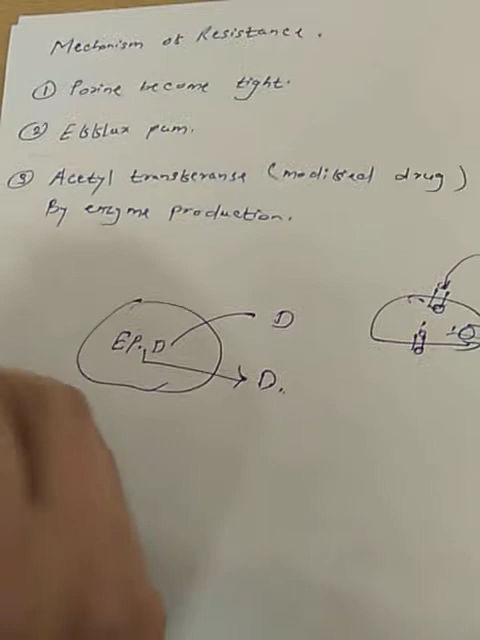 Mechanism of Resistance.
① Porine become tight.
② Efflux pum.
③ Acetyl transferanse (modified drug)
By enzyme production.
D
EP. D
D.